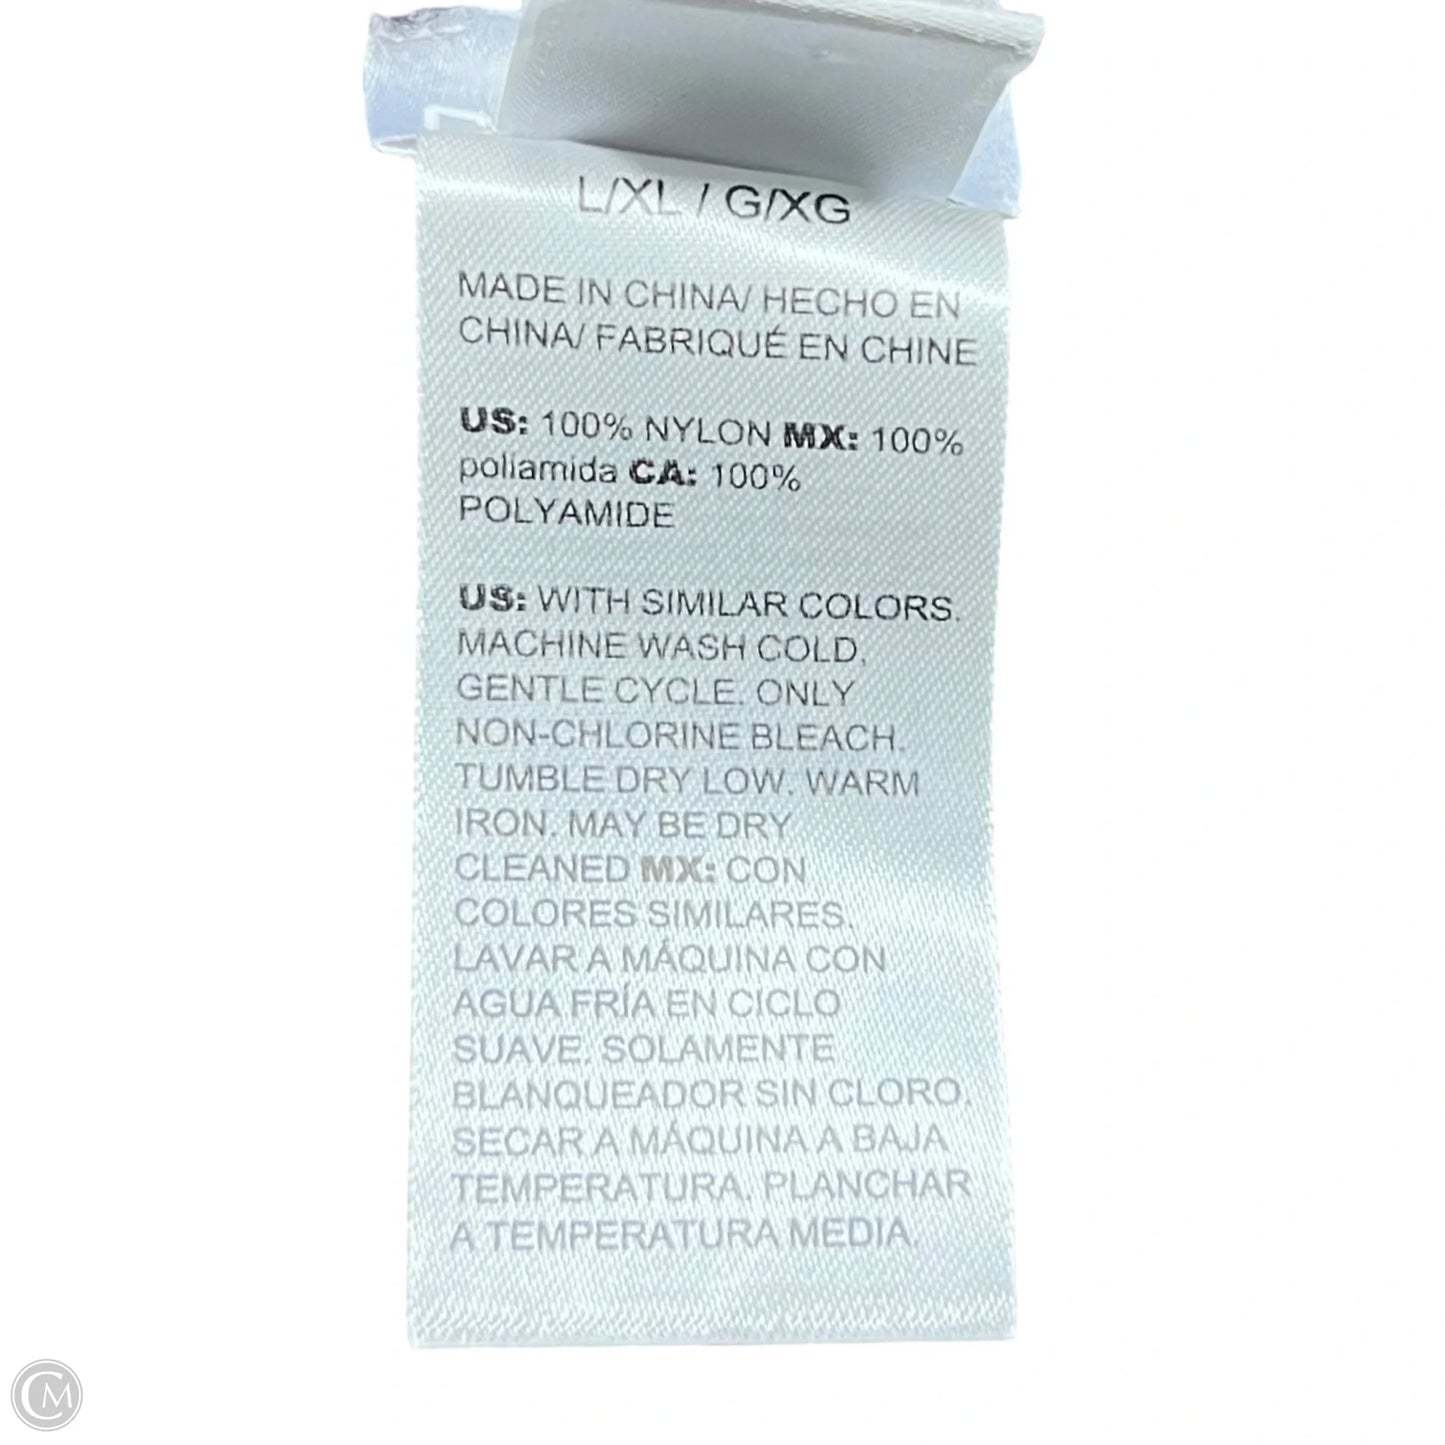 L/XL / G/XG
MADE IN CHINA/ HECHO EN
CHINA/ FABRIQUÉ EN CHINE
US: 100% NYLON MX: 100%
poliamida CA: 100%
POLYAMIDE
US: WITH SIMILAR COLORS.
MACHINE WASH COLD,
GENTLE CYCLE. ONLY
NON-CHLORINE BLEACH.
TUMBLE DRY LOW. WARM
IRON. MAY BE DRY
CLEANED MX: CON
COLORES SIMILARES.
LAVAR A MÁQUINA CON
AGUA FRÍA EN CICLO
SUAVE. SOLAMENTE
BLANQUEADOR SIN CLORO.
SECAR A MÁQUINA A BAJA
TEMPERATURA. PLANCHAR
A TEMPERATURA MEDIA.
CM